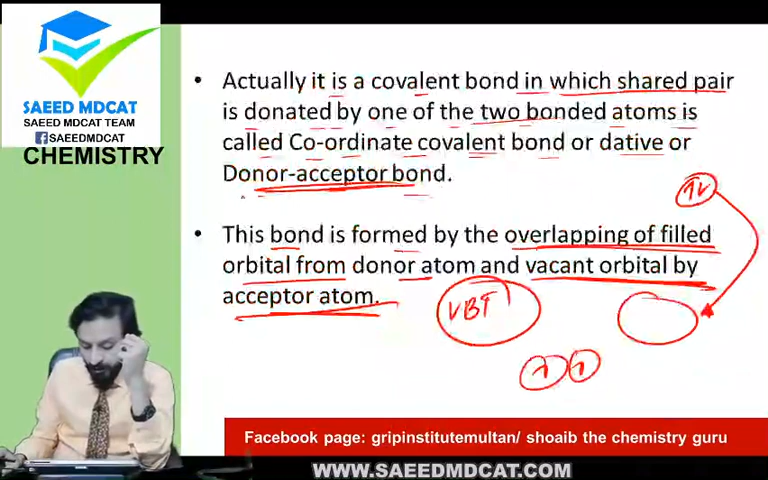 SAEED MDCAT
SAEED MDCAT TEAM
SAEEDMDCAT
CHEMISTRY
• Actually it is a covalent bond in which shared pair
is donated by one of the two bonded atoms is
called Co-ordinate covalent bond or dative or
Donor-acceptor bond.
• This bond is formed by the overlapping of filled
orbital from donor atom and vacant orbital by
acceptor atom.
VBT
Facebook page: gripinstitutemultan/ shoaib the chemistry guru
WWW.SAEEDMDCAT.COM